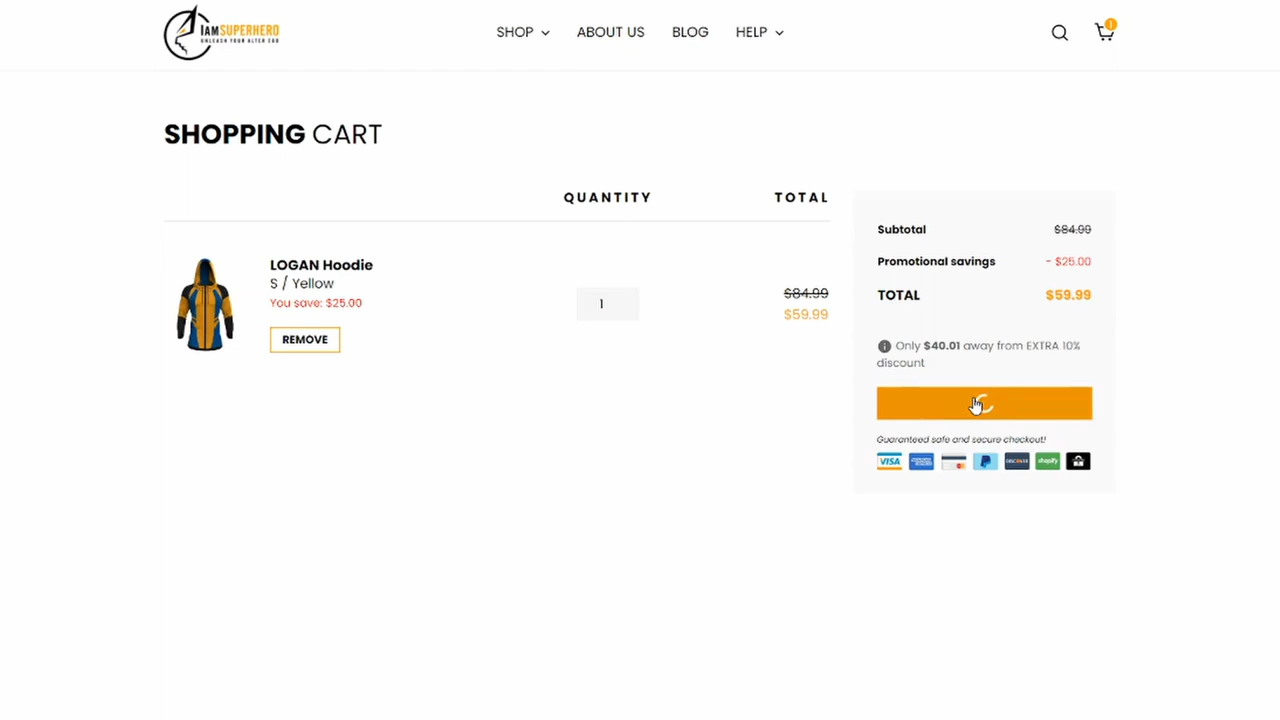 IAMSUPERHERO
UNLEASH YOUR ALTER EGO
SHOP
ABOUT US
BLOG
HELP
1
SHOPPING CART
QUANTITY
TOTAL
LOGAN Hoodie
S / Yellow
You save: $25.00
REMOVE
1
$84.99
$59.99
Subtotal
$84.99
Promotional savings
- $25.00
TOTAL
$59.99
Only $40.01 away from EXTRA 10%
discount
Guaranteed safe and secure checkout!
VISA
DISCOVER
shopify